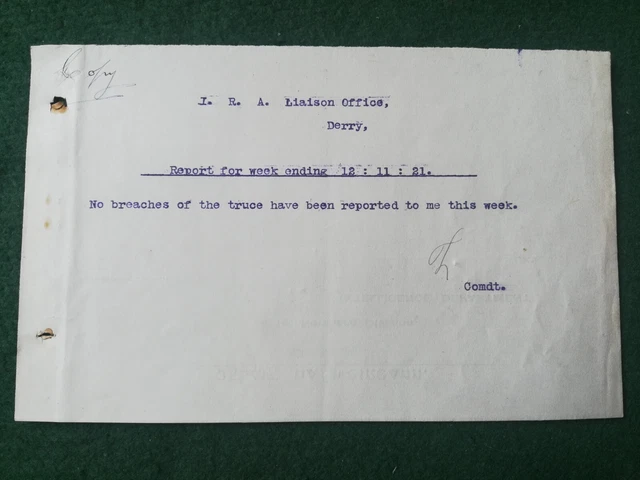 Copy
I. R. A. Liaison Office,
Derry,
Report for week ending 12 : 11 : 21.
No breaches of the truce have been reported to me this week.
Comdt.